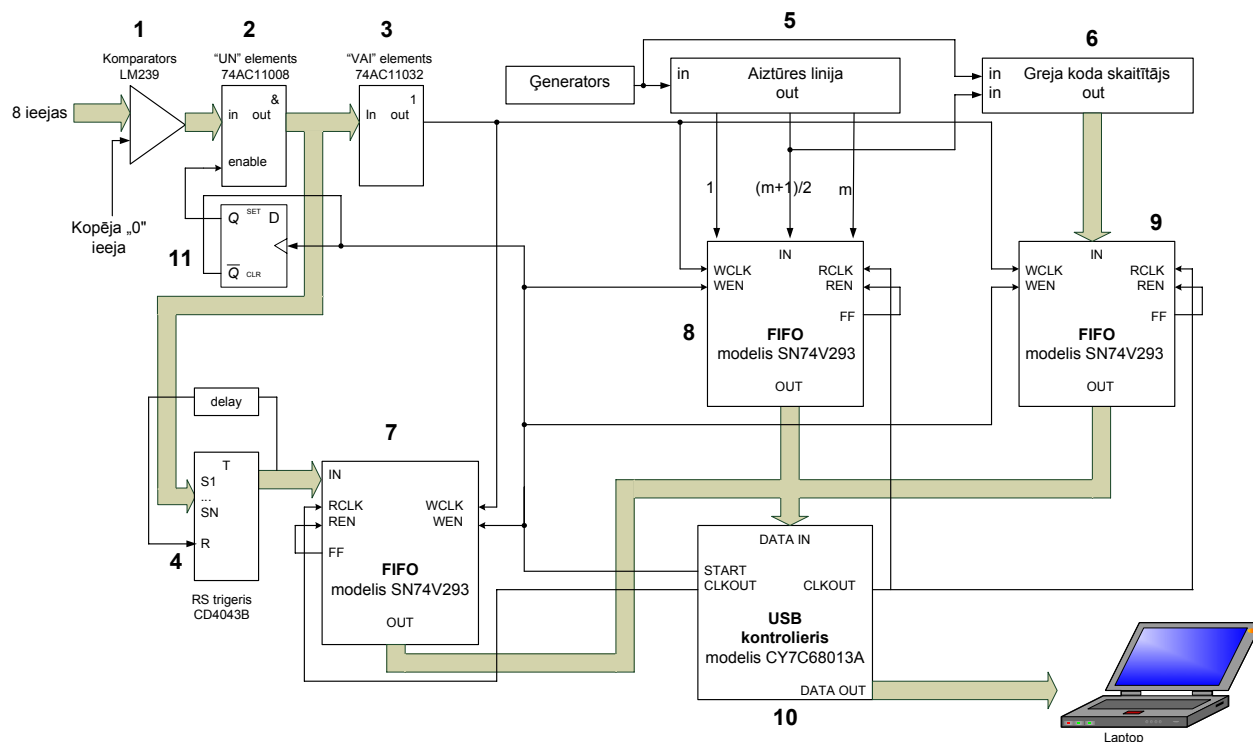 1
Komparators
LM239
2
"UN" elements
74AC11008
3
"VAI" elements
74AC11032
5
6
8 ieejas
&
in out
enable
1
In out
Ģenerators
in
Aiztūres linija
out
in
in
Greja koda skaitītājs
out
Kopēja „0"
ieeja
11
Q SET D
Q CLR
1
(m+1)/2
m
9
IN
WCLK
WEN
RCLK
REN
FF
8
FIFO
modelis SN74V293
OUT
IN
WCLK
WEN
RCLK
REN
FF
FIFO
modelis SN74V293
OUT
delay
7
T
S1
...
SN
R
4
RS trigeris
CD4043B
IN
RCLK
REN
FF
WCLK
WEN
FIFO
modelis SN74V293
OUT
DATA IN
START
CLKOUT
CLKOUT
USB
kontrolieris
modelis CY7C68013A
DATA OUT
10
Laptop